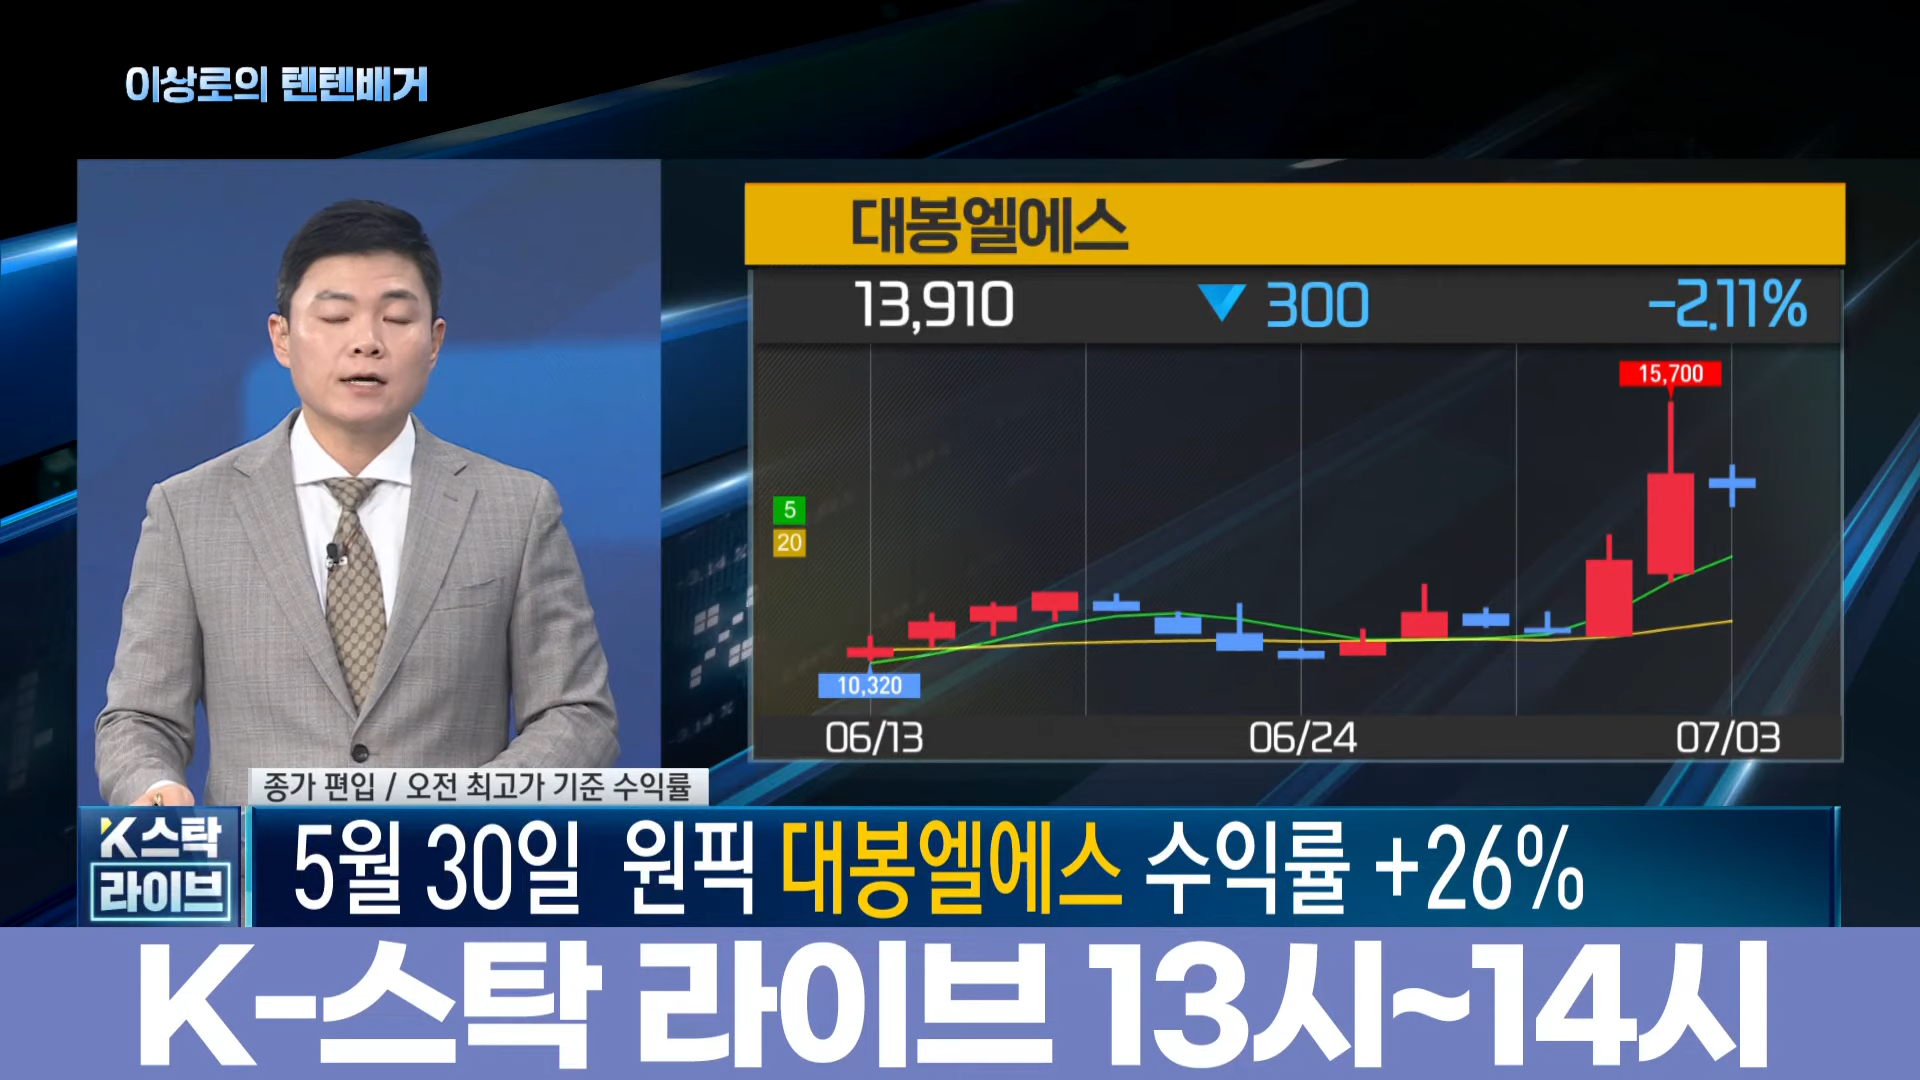 이상로의 텐텐배거
대봉엘에스
13,910 ▼ 300 -2.11%
15,700
5
20
10,320
06/13 06/24 07/03
종가 편입 / 오전 최고가 기준 수익률
K스탁
라이브
5월 30일 원픽 대봉엘에스 수익률 +26%
K-스탁 라이브 13시~14시